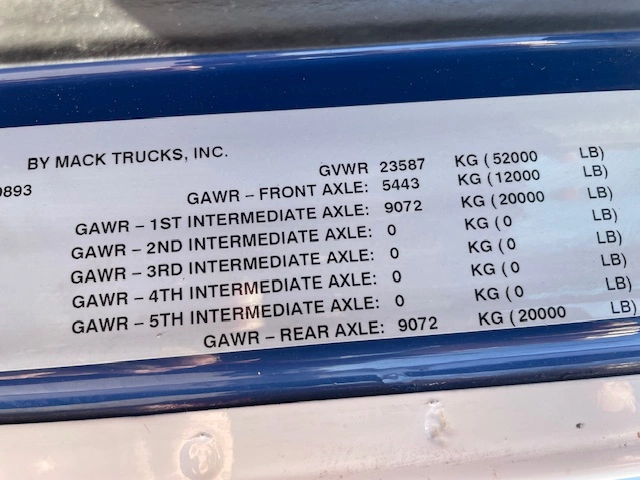 BY MACK TRUCKS, INC.
0893
GVWR 23587 KG ( 52000 LB)
GAWR – FRONT AXLE: 5443 KG ( 12000 LB)
GAWR – 1ST INTERMEDIATE AXLE: 9072 KG ( 20000 LB)
GAWR – 2ND INTERMEDIATE AXLE: 0 KG ( 0 LB)
GAWR – 3RD INTERMEDIATE AXLE: 0 KG ( 0 LB)
GAWR – 4TH INTERMEDIATE AXLE: 0 KG ( 0 LB)
GAWR – 5TH INTERMEDIATE AXLE: 0 KG ( 0 LB)
GAWR – REAR AXLE: 9072 KG ( 20000 LB)